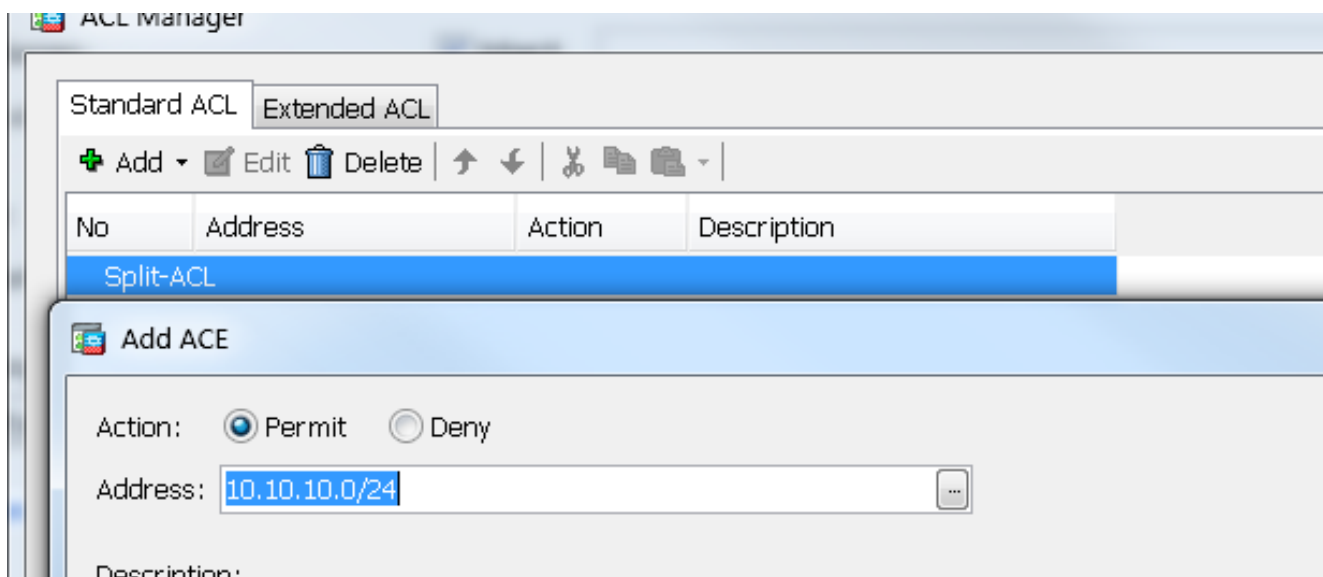 ACL Manager
Standard ACL Extended ACL
Add Edit Delete
No Address Action Description
Split-ACL
Add ACE
Action: Permit Deny
Address: 10.10.10.0/24 ...
Description: